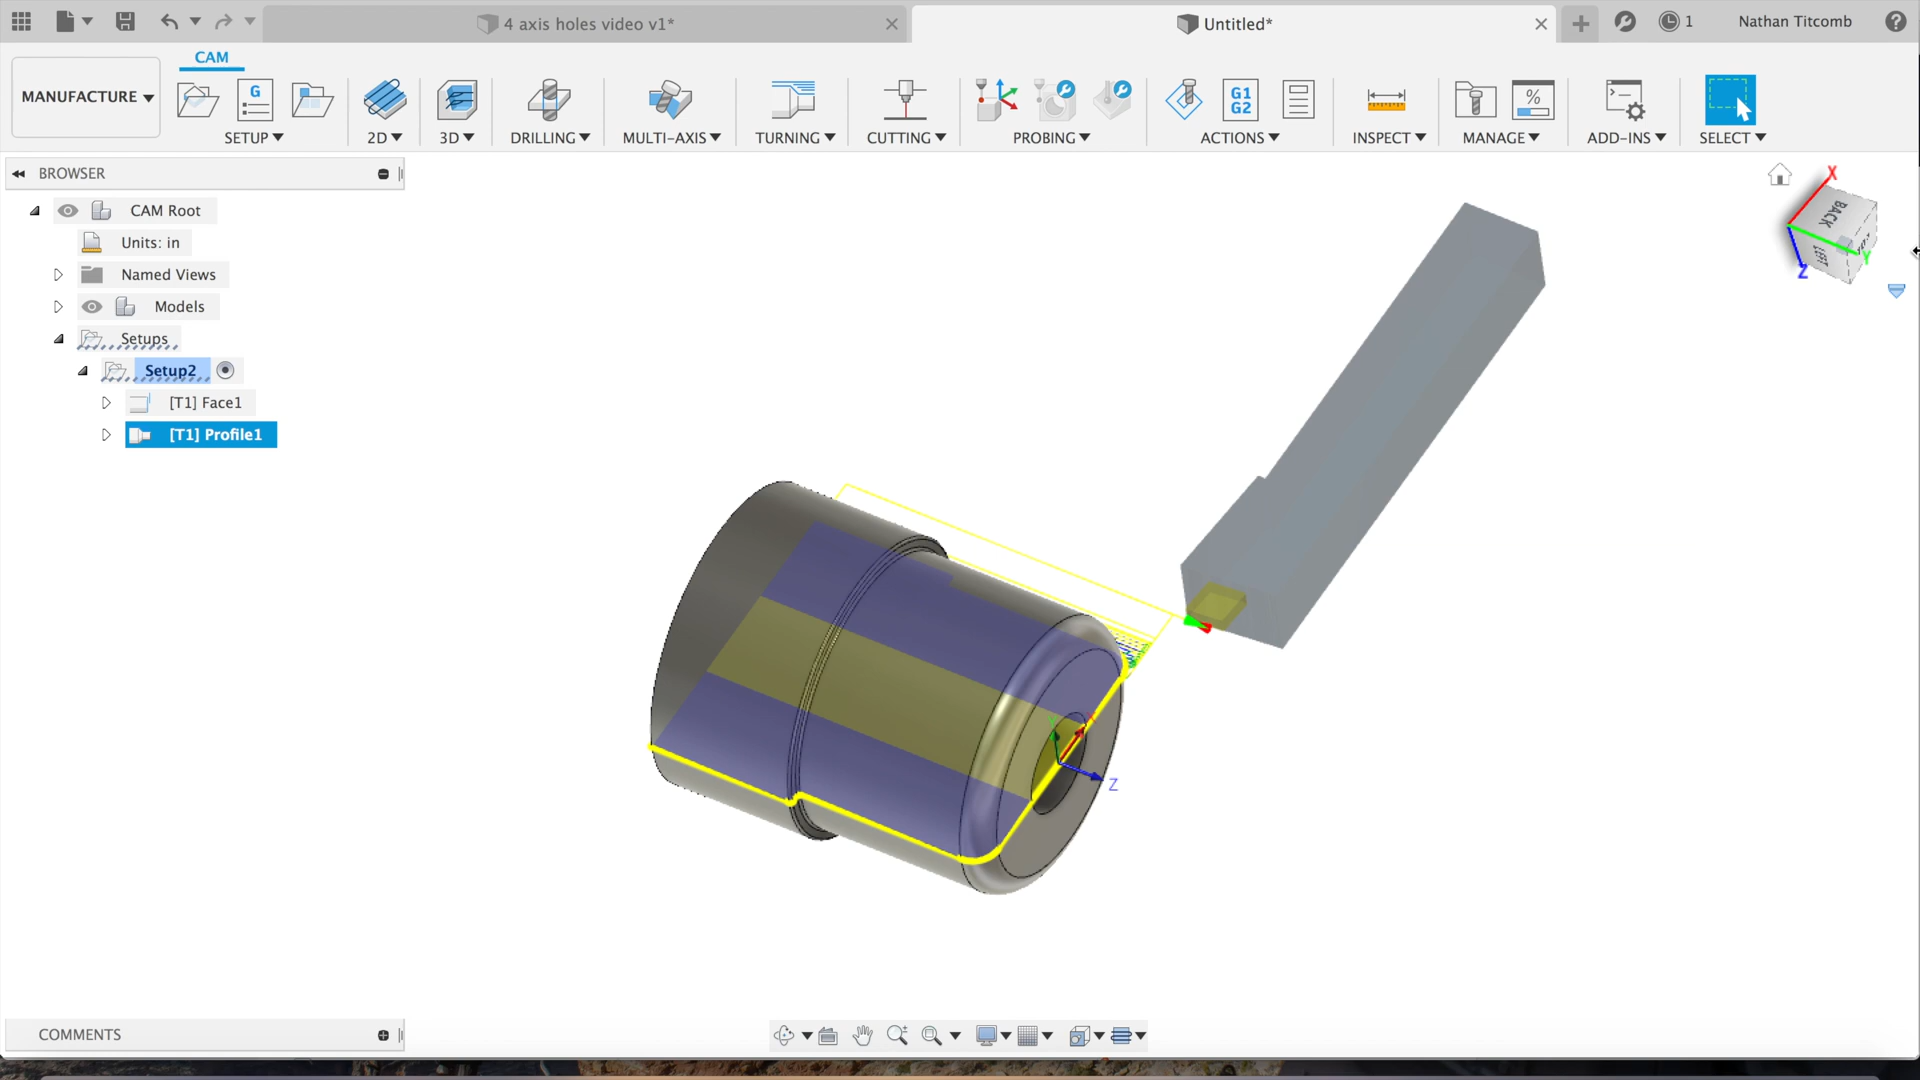 4 axis holes video v1*
Untitled*
1
Nathan Titcomb
CAM
MANUFACTURE
G
G1
G2
%
SETUP
2D
3D
DRILLING
MULTI-AXIS
TURNING
CUTTING
PROBING
ACTIONS
INSPECT
MANAGE
ADD-INS
SELECT
BROWSER
CAM Root
Units: in
Named Views
Models
Setups
Setup2
[T1] Face1
[T1] Profile1
X
BACK
Y
Z
Y
Z
COMMENTS